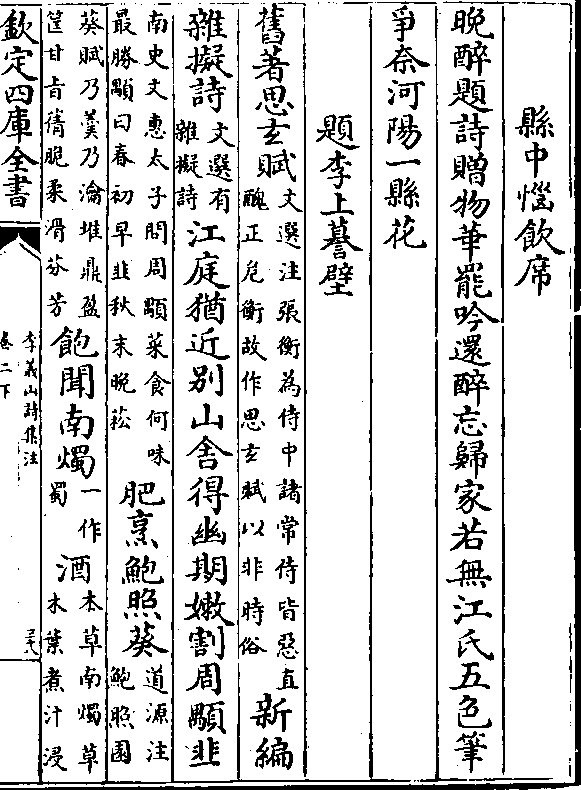 縣中惱飲席
晚醉題詩贈物華罷吟還醉忘歸家若無江氏五色筆
爭奈河陽一縣花
題李上謩壁
舊著思玄賦文選注張衡為侍中諸常侍皆惡直醜正危衡故作思玄賦以非時俗新編
雜擬詩文選有雜擬詩江庭猶近别山舍得幽期嫩割周顒韭
南史文惠太子問周顒菜食何味最勝顒曰春初早韭秋末晚菘肥烹鮑照葵道源注鮑照園
葵賦乃羮乃瀹堆鼎盈筐甘旨蒨脆柔滑芬芳飽聞南燭一作蜀酒本草南燭草木葉煮汁浸
欽定四庫全書
李義山詩集注
卷二下